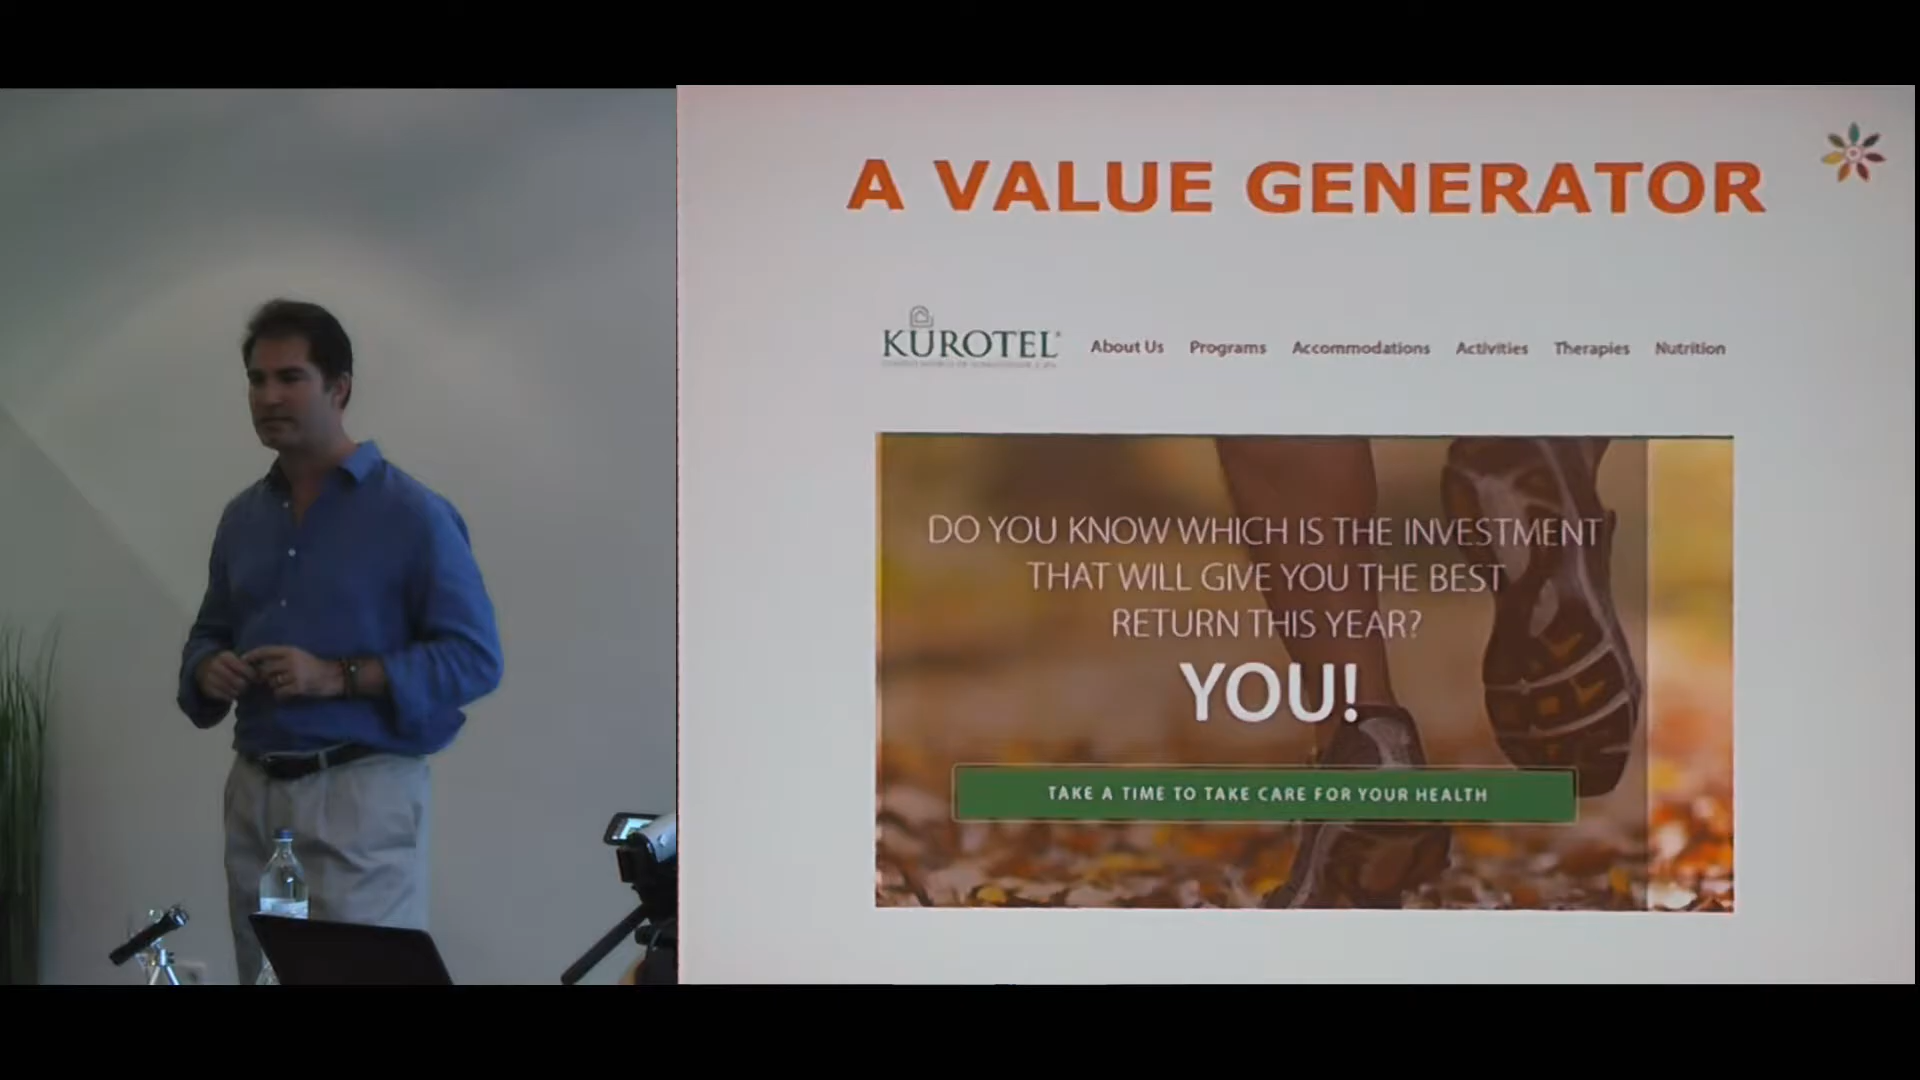 A VALUE GENERATOR
KUROTEL
About Us Programs Accommodations Activities Therapies Nutrition
DO YOU KNOW WHICH IS THE INVESTMENT
THAT WILL GIVE YOU THE BEST
RETURN THIS YEAR?
YOU!
TAKE A TIME TO TAKE CARE FOR YOUR HEALTH